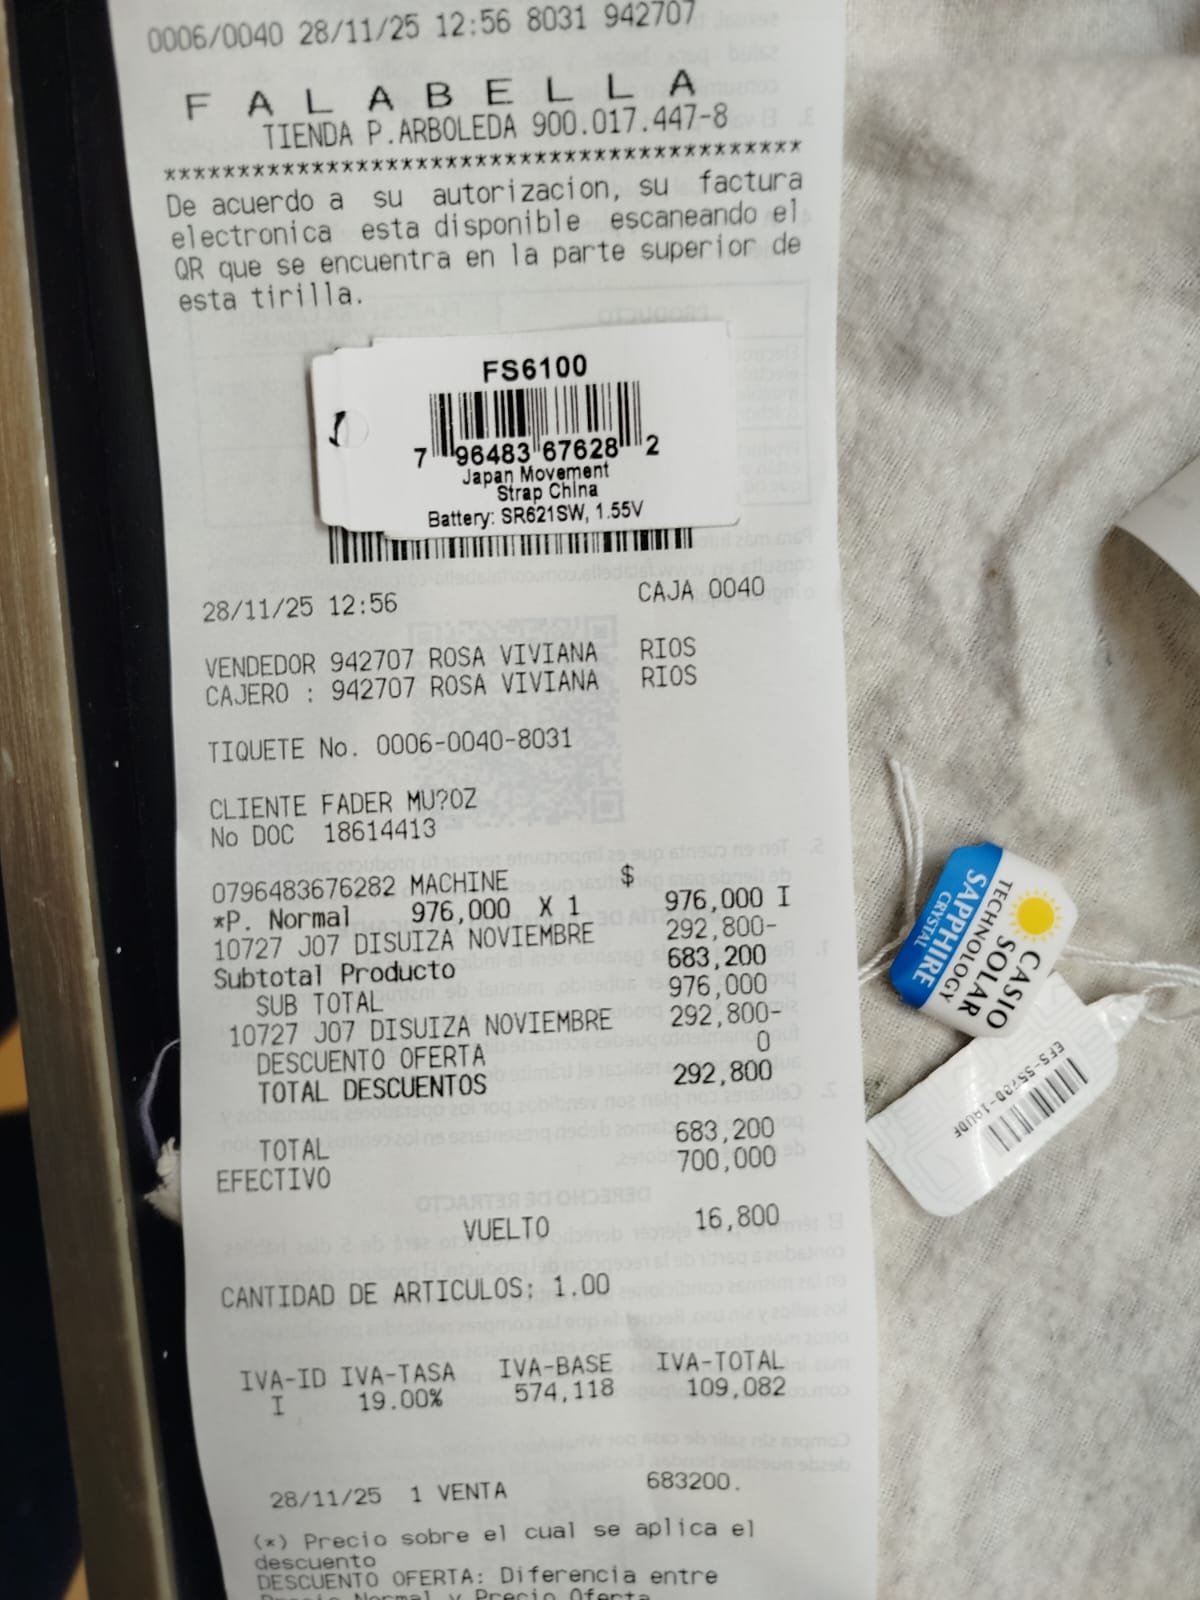 0006/0040 28/11/25 12:56 8031 942707
F A L A B E L L A
TIENDA P.ARBOLEDA 900.017.447-8
*******************************************
De acuerdo a su autorizacion, su factura
electronica esta disponible escaneando el
QR que se encuentra en la parte superior de
esta tirilla.
FS6100
7 96483 67628 2
Japan Movement
Strap China
Battery: SR621SW, 1.55V
28/11/25 12:56 CAJA 0040
VENDEDOR 942707 ROSA VIVIANA RIOS
CAJERO : 942707 ROSA VIVIANA RIOS
TIQUETE No. 0006-0040-8031
CLIENTE FADER MU?OZ
No DOC 18614413
0796483676282 MACHINE $
*P. Normal 976,000 X 1 976,000 I
10727 J07 DISUIZA NOVIEMBRE 292,800-
Subtotal Producto 683,200
SUB TOTAL 976,000
10727 J07 DISUIZA NOVIEMBRE 292,800-
DESCUENTO OFERTA 0
TOTAL DESCUENTOS 292,800
TOTAL 683,200
EFECTIVO 700,000
VUELTO 16,800
CANTIDAD DE ARTICULOS: 1.00
IVA-ID IVA-TASA IVA-BASE IVA-TOTAL
I 19.00% 574,118 109,082
28/11/25 1 VENTA 683200.
(*) Precio sobre el cual se aplica el
descuento
DESCUENTO OFERTA: Diferencia entre
Precio Normal y Precio Oferta
CASIO
SOLAR
TECHNOLOGY
SAPPHIRE
CRYSTAL